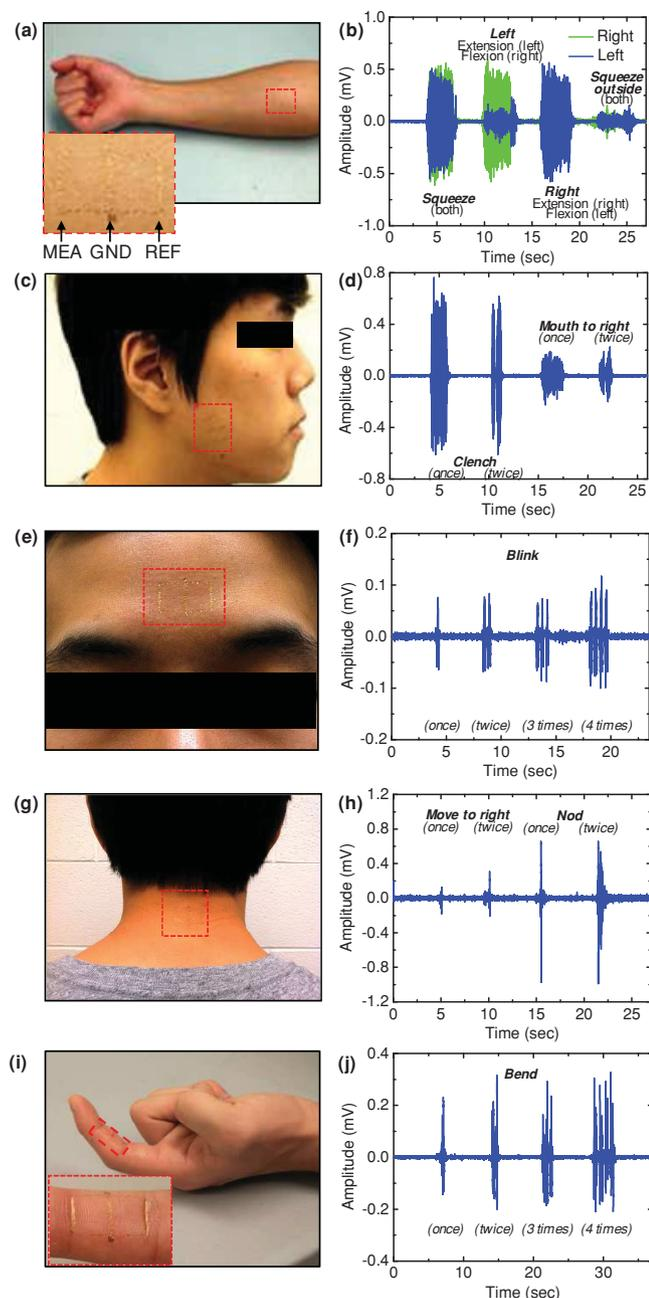 (a)
MEA GND REF
(b)
Right
Left
Left
Extension (left)
Flexion (right)
Squeeze
outside
(both)
Squeeze
(both)
Right
Extension (right)
Flexion (left)
Amplitude (mV)
1.0
0.5
0.0
-0.5
-1.0
0 5 10 15 20 25
Time (sec)
(c)
(d)
Mouth to right
(once) (twice)
Clench
(once) (twice)
Amplitude (mV)
0.8
0.4
0.0
-0.4
-0.8
0 5 10 15 20 25
Time (sec)
(e)
(f)
Blink
(once) (twice) (3 times) (4 times)
Amplitude (mV)
0.2
0.1
0.0
-0.1
-0.2
0 5 10 15 20
Time (sec)
(g)
(h)
Move to right Nod
(once) (twice) (once) (twice)
Amplitude (mV)
1.2
0.8
0.4
0.0
-0.4
-0.8
-1.2
0 5 10 15 20 25
Time (sec)
(i)
(j)
Bend
(once) (twice) (3 times) (4 times)
Amplitude (mV)
0.4
0.2
0.0
-0.2
-0.4
0 10 20 30
Time (sec)